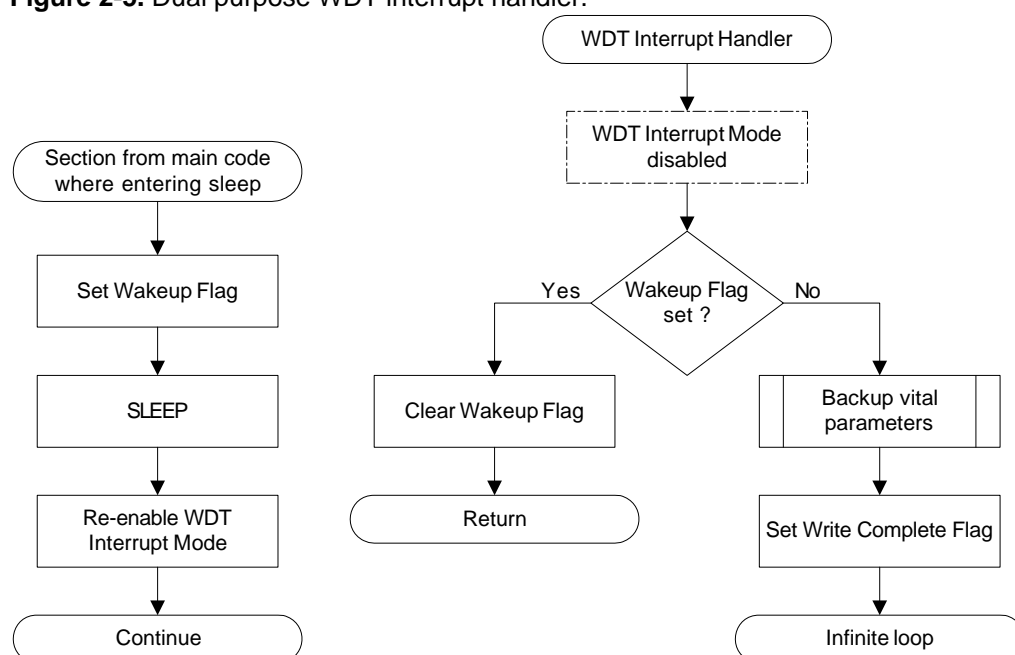 Figure 2-3. Dual purpose WDT interrupt handler.
WDT Interrupt Handler
WDT Interrupt Mode
disabled
Section from main code
where entering sleep
Set Wakeup Flag
SLEEP
Re-enable WDT
Interrupt Mode
Continue
Wakeup Flag
set ?
Yes
No
Clear Wakeup Flag
Return
Backup vital
parameters
Set Write Complete Flag
Infinite loop